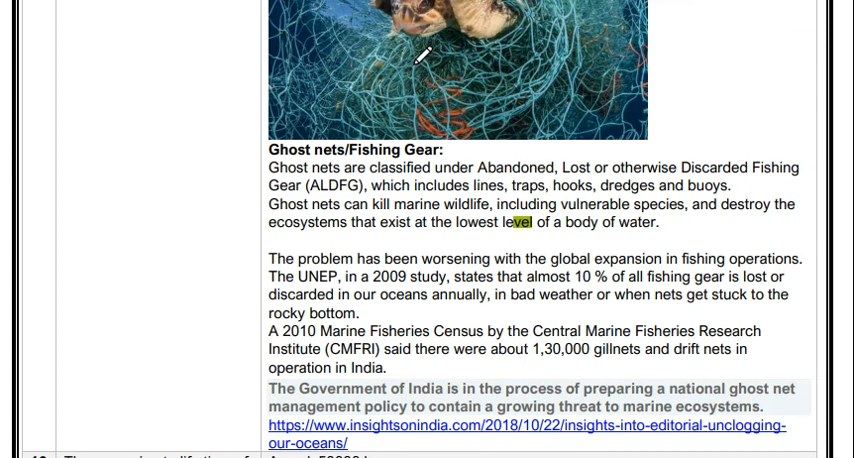 Ghost nets/Fishing Gear:
Ghost nets are classified under Abandoned, Lost or otherwise Discarded Fishing
Gear (ALDFG), which includes lines, traps, hooks, dredges and buoys.
Ghost nets can kill marine wildlife, including vulnerable species, and destroy the
ecosystems that exist at the lowest level of a body of water.
The problem has been worsening with the global expansion in fishing operations.
The UNEP, in a 2009 study, states that almost 10 % of all fishing gear is lost or
discarded in our oceans annually, in bad weather or when nets get stuck to the
rocky bottom.
A 2010 Marine Fisheries Census by the Central Marine Fisheries Research
Institute (CMFRI) said there were about 1,30,000 gillnets and drift nets in
operation in India.
The Government of India is in the process of preparing a national ghost net
management policy to contain a growing threat to marine ecosystems.
https://www.insightsonindia.com/2018/10/22/insights-into-editorial-unclogging-
our-oceans/